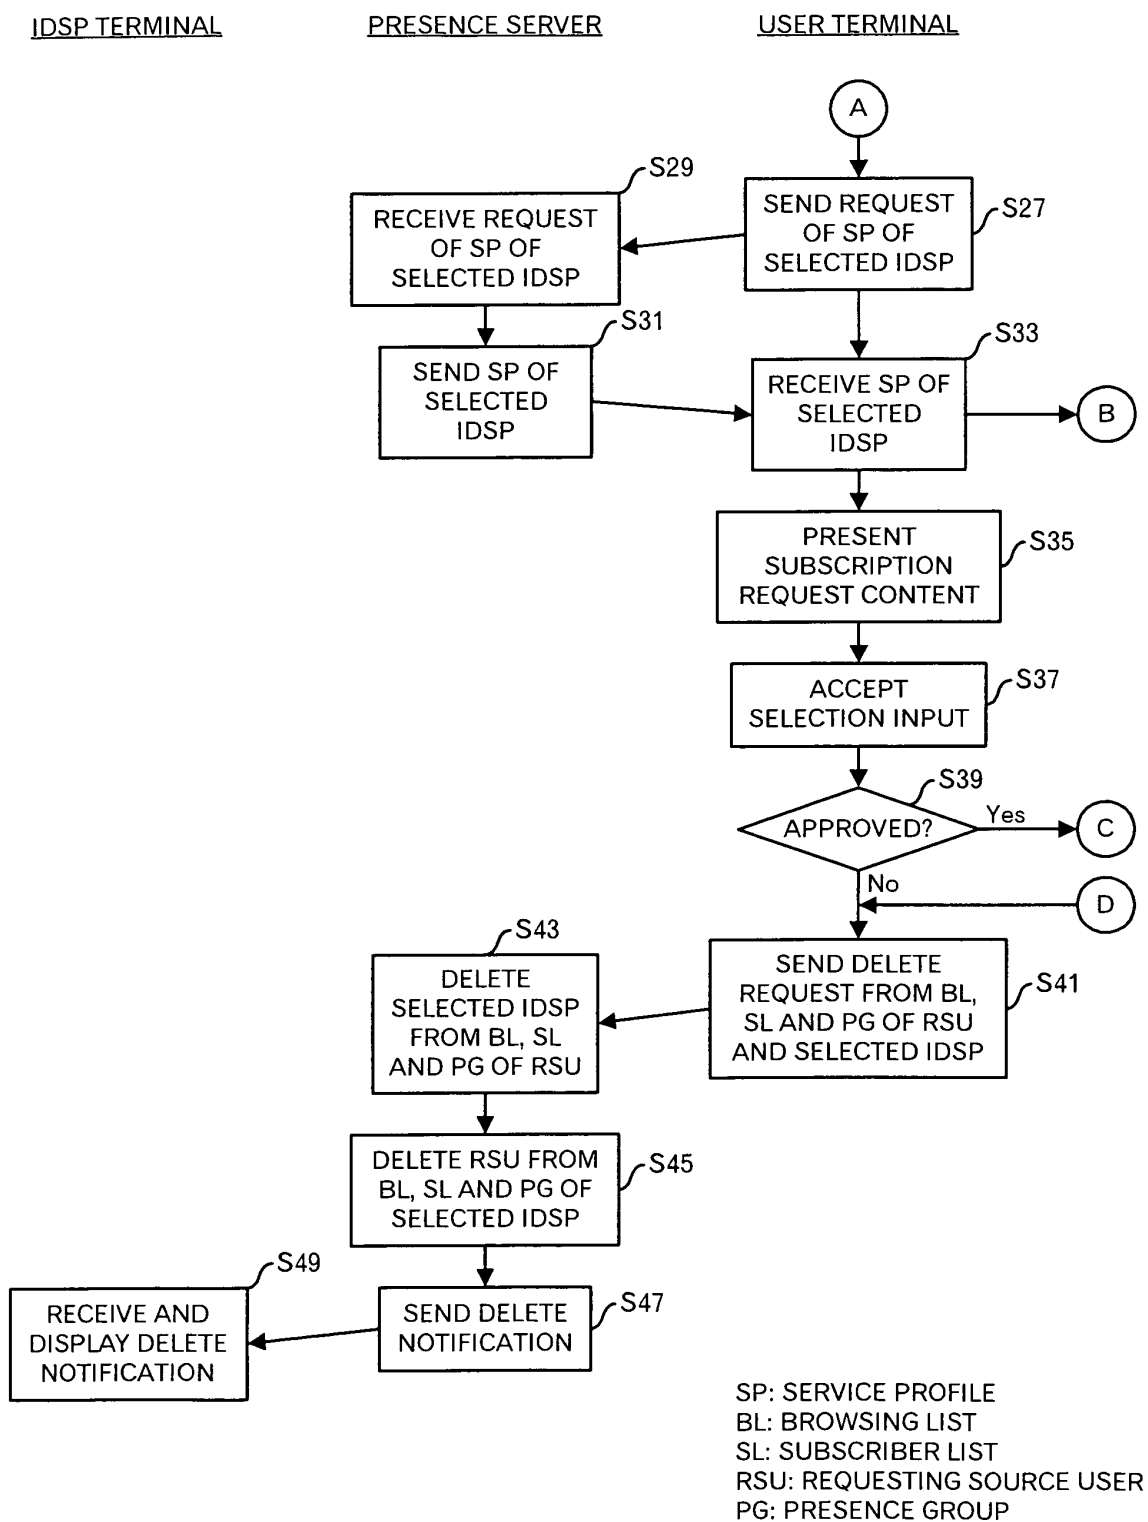 IDSP TERMINAL
PRESENCE SERVER
USER TERMINAL
A
S29
RECEIVE REQUEST
OF SP OF
SELECTED IDSP
S27
SEND REQUEST
OF SP OF
SELECTED IDSP
S31
SEND SP OF
SELECTED
IDSP
S33
RECEIVE SP OF
SELECTED
IDSP
B
S35
PRESENT
SUBSCRIPTION
REQUEST CONTENT
S37
ACCEPT
SELECTION INPUT
S39
APPROVED?
Yes
C
No
D
S41
SEND DELETE
REQUEST FROM BL,
SL AND PG OF RSU
AND SELECTED IDSP
S43
DELETE
SELECTED IDSP
FROM BL, SL
AND PG OF RSU
S45
DELETE RSU FROM
BL, SL AND PG OF
SELECTED IDSP
S47
SEND DELETE
NOTIFICATION
S49
RECEIVE AND
DISPLAY DELETE
NOTIFICATION
SP: SERVICE PROFILE
BL: BROWSING LIST
SL: SUBSCRIBER LIST
RSU: REQUESTING SOURCE USER
PG: PRESENCE GROUP